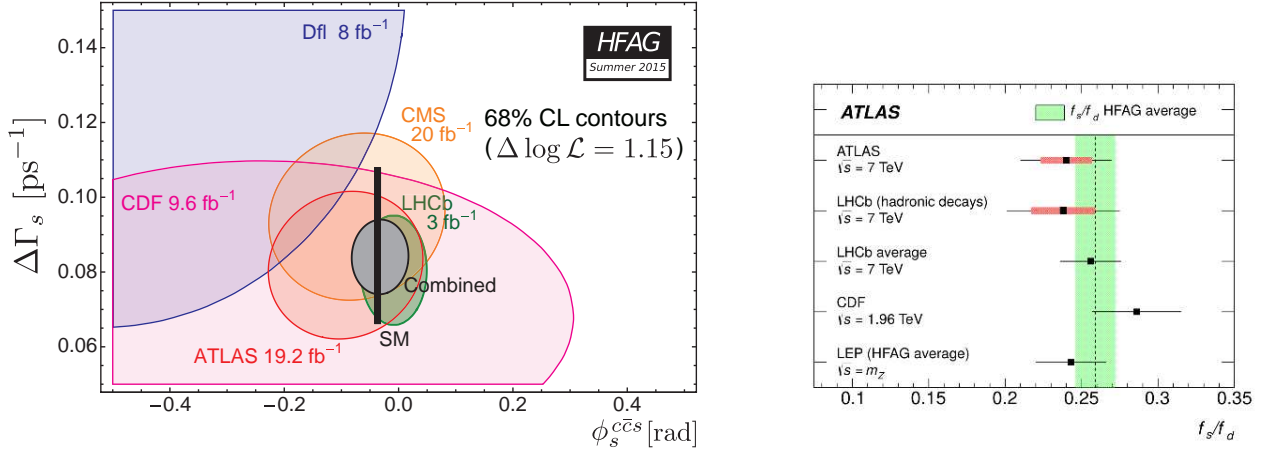 0.14
0.12
0.10
0.08
0.06
ΔΓs [ps−1]
DfI 8 fb−1
HFAG
Summer 2015
CMS
20 fb−1
68% CL contours
(Δ log ℒ = 1.15)
CDF 9.6 fb−1
LHCb
3 fb−1
Combined
SM
ATLAS 19.2 fb−1
−0.4 −0.2 0.0 0.2 0.4
ϕs^cc̄s [rad]
ATLAS
fs/fd HFAG average
ATLAS
√s = 7 TeV
LHCb (hadronic decays)
√s = 7 TeV
LHCb average
√s = 7 TeV
CDF
√s = 1.96 TeV
LEP (HFAG average)
√s = mZ
0.1 0.15 0.2 0.25 0.3 0.35
fs/fd